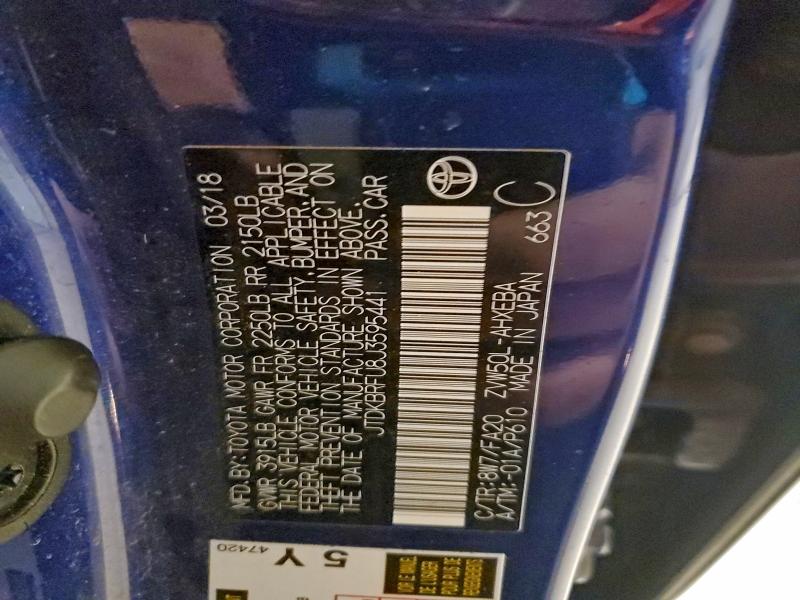 MFD.BY:TOYOTA MOTOR CORPORATION 03/18
GVWR 3915LB GAWR FR 2250LB RR 2150LB
THIS VEHICLE CONFORMS TO ALL APPLICABLE
FEDERAL MOTOR VEHICLE SAFETY,BUMPER,AND
THEFT PREVENTION STANDARDS IN EFFECT ON
THE DATE OF MANUFACTURE SHOWN ABOVE.
JTDKBRFU8J3595441 PASS.CAR
C/TR:8W7/FA20 ZVW50L-AHXEBA
A/TM:-01A/P610 MADE IN JAPAN 663 C
47420
5 Y